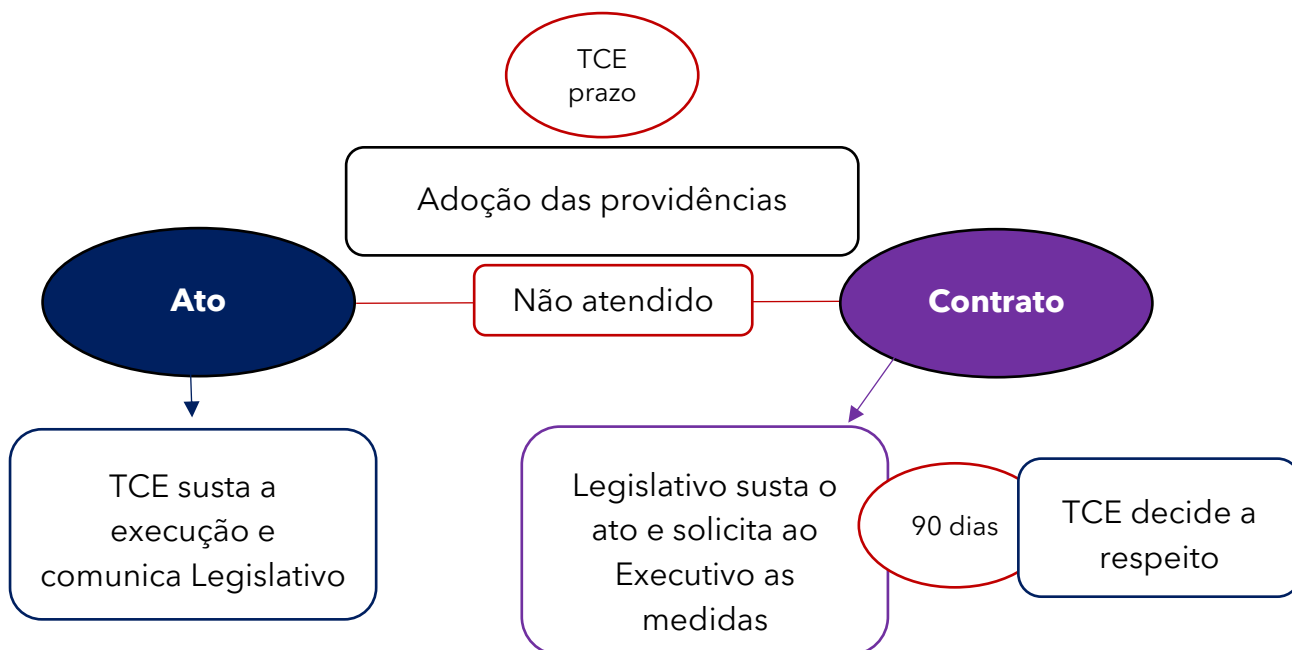 TCE
prazo
Adoção das providências
Ato
Não atendido
Contrato
TCE susta a
execução e
comunica Legislativo
Legislativo susta o
ato e solicita ao
Executivo as
medidas
90 dias
TCE decide a
respeito